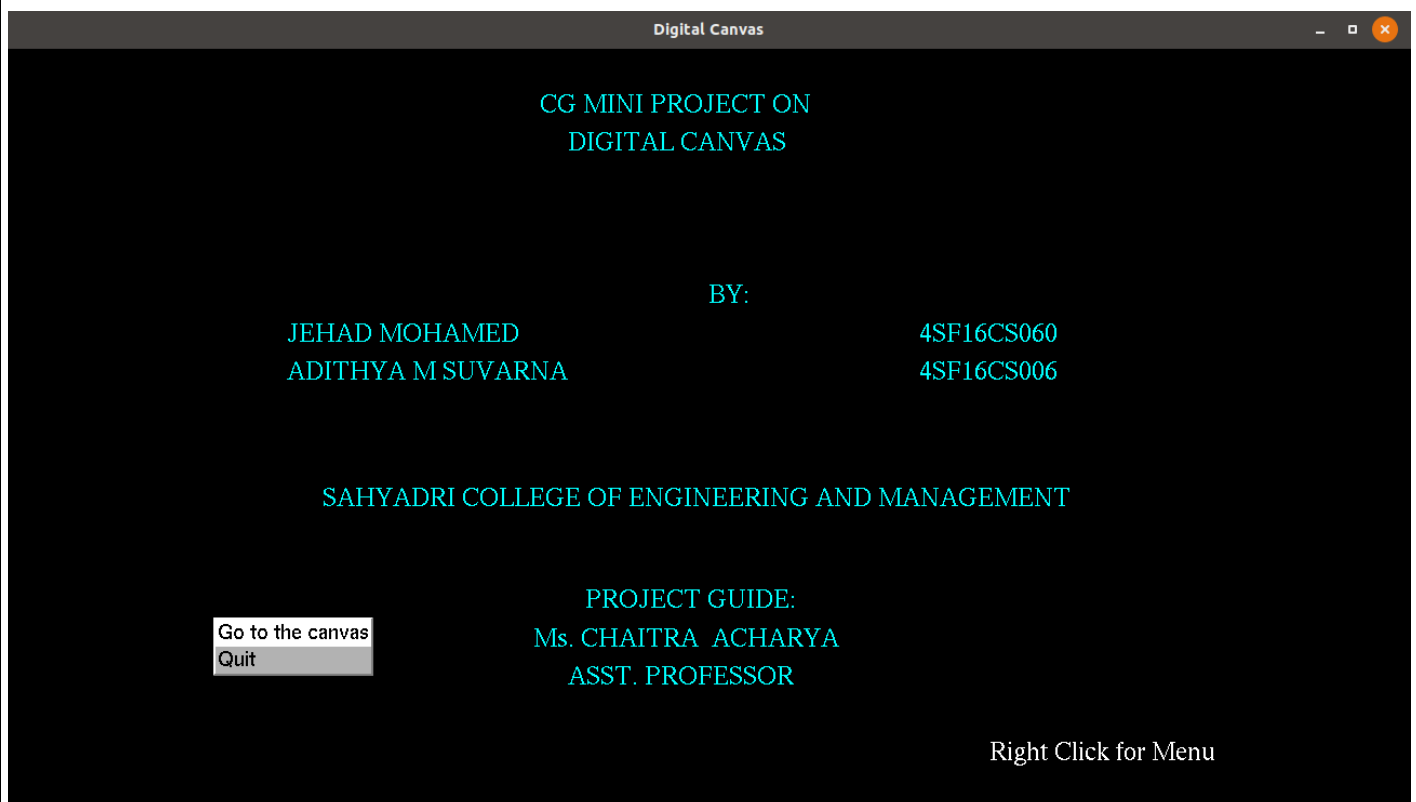 Digital Canvas
CG MINI PROJECT ON
DIGITAL CANVAS
BY:
JEHAD MOHAMED 4SF16CS060
ADITHYA M SUVARNA 4SF16CS006
SAHYADRI COLLEGE OF ENGINEERING AND MANAGEMENT
PROJECT GUIDE:
Ms. CHAITRA  ACHARYA
ASST. PROFESSOR
Go to the canvas
Quit
Right Click for Menu